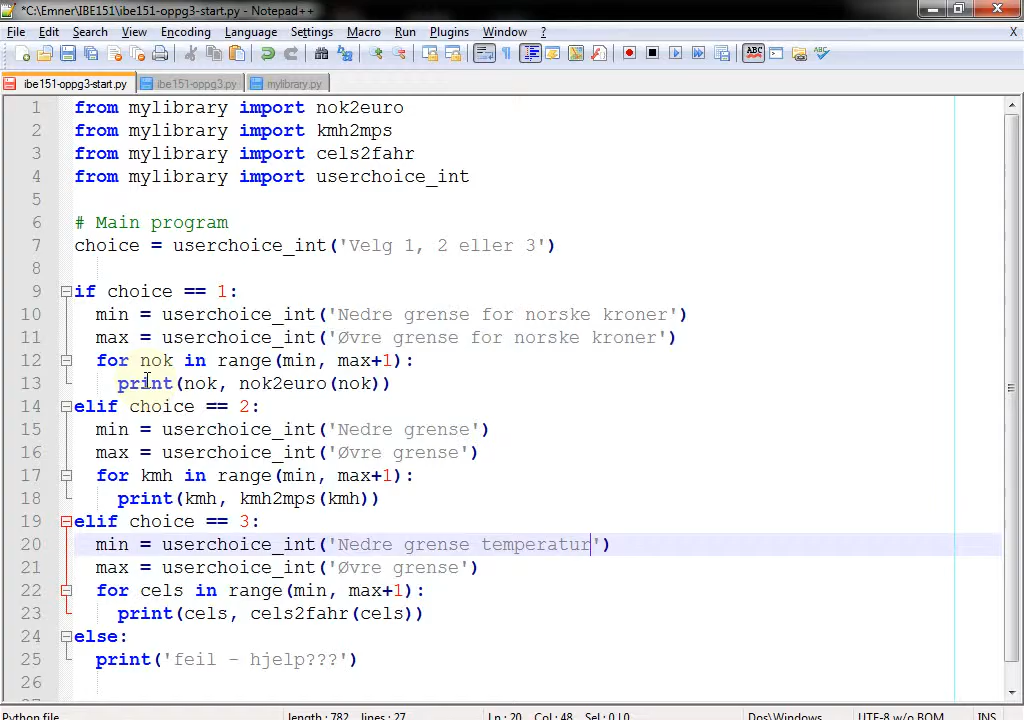 *C:\Emner\IBE151\ibe151-oppg3-start.py - Notepad++
File Edit Search View Encoding Language Settings Macro Run Plugins Window ? X
ibe151-oppg3-start.py ibe151-oppg3.py mylibrary.py
1 from mylibrary import nok2euro
2 from mylibrary import kmh2mps
3 from mylibrary import cels2fahr
4 from mylibrary import userchoice_int
5
6 # Main program
7 choice = userchoice_int('Velg 1, 2 eller 3')
8
9 if choice == 1:
10 min = userchoice_int('Nedre grense for norske kroner')
11 max = userchoice_int('Øvre grense for norske kroner')
12 for nok in range(min, max+1):
13 print(nok, nok2euro(nok))
14 elif choice == 2:
15 min = userchoice_int('Nedre grense')
16 max = userchoice_int('Øvre grense')
17 for kmh in range(min, max+1):
18 print(kmh, kmh2mps(kmh))
19 elif choice == 3:
20 min = userchoice_int('Nedre grense temperatur')
21 max = userchoice_int('Øvre grense')
22 for cels in range(min, max+1):
23 print(cels, cels2fahr(cels))
24 else:
25 print('feil - hjelp???')
26
27
Python file length : 782 lines : 27 Ln : 20 Col : 48 Sel : 0 | 0 Dos\Windows UTF-8 w/o BOM INS